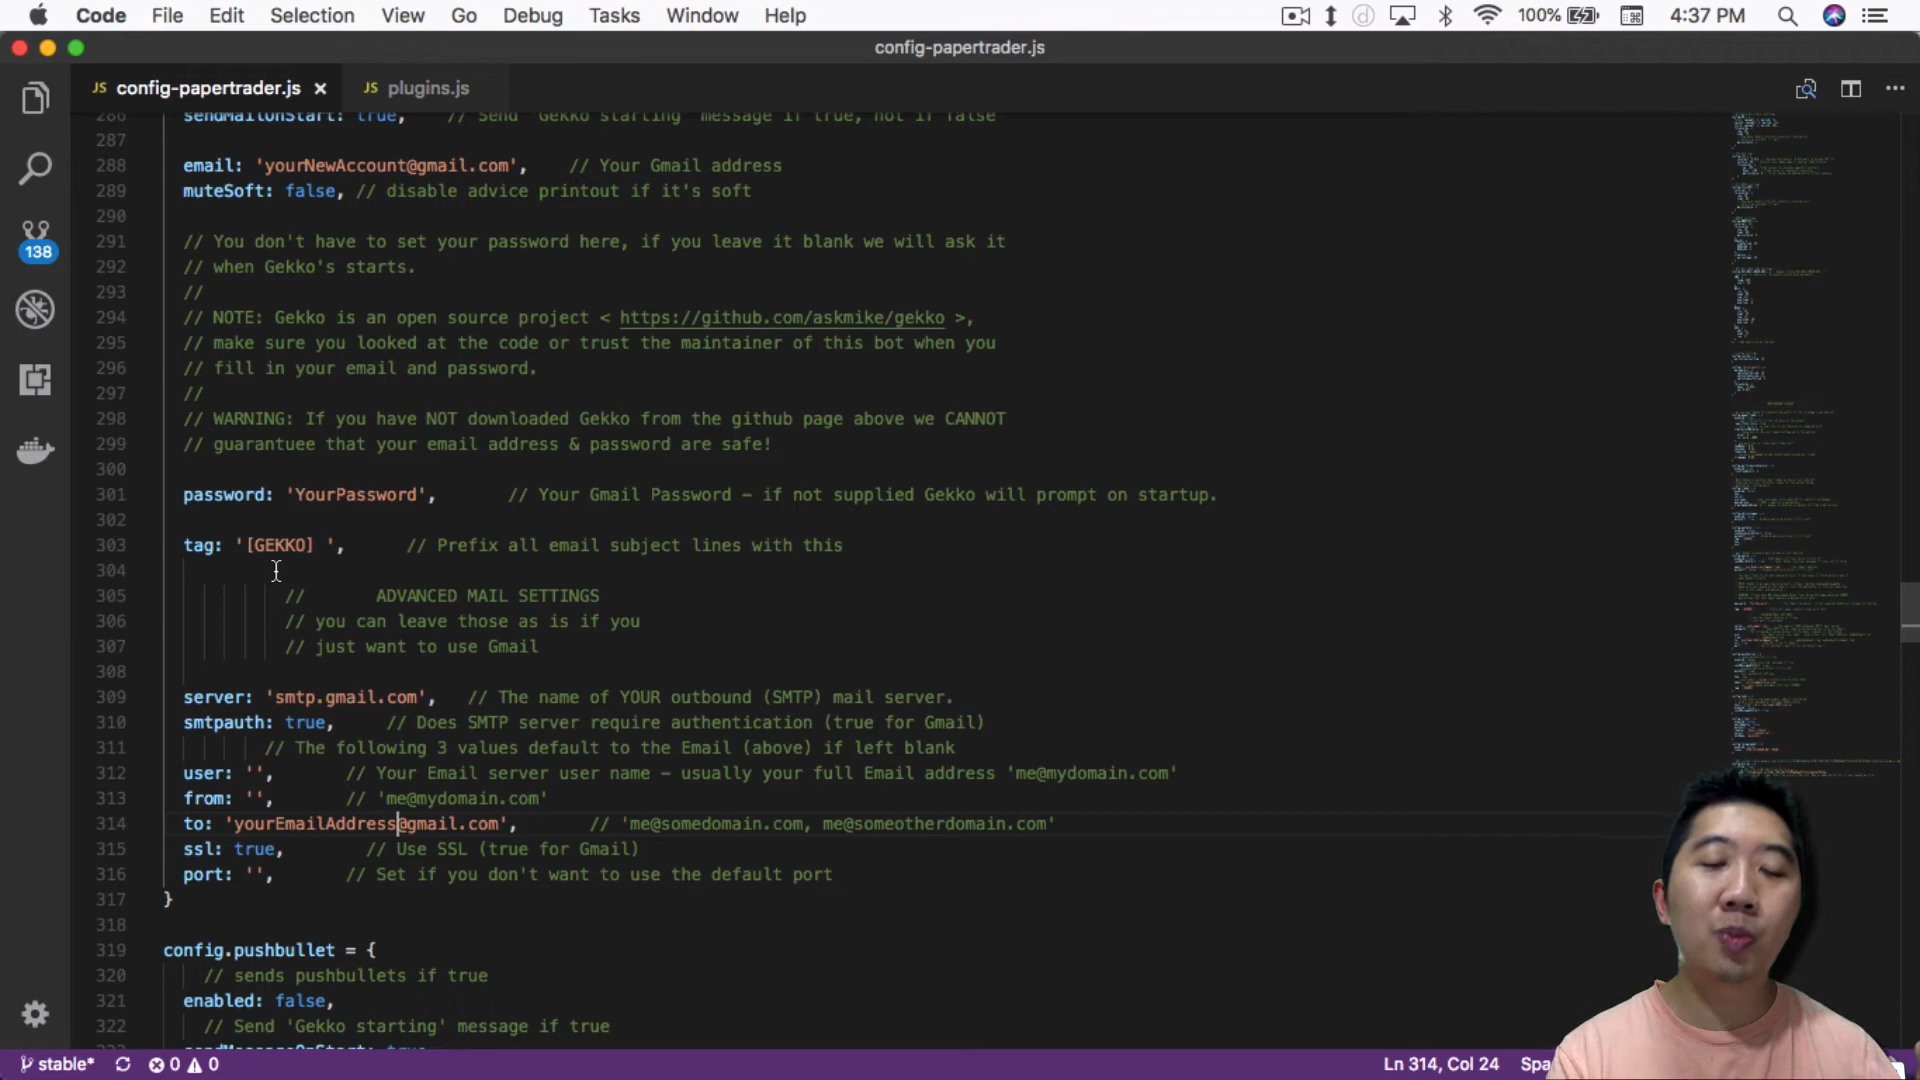 Code File Edit Selection View Go Debug Tasks Window Help 100% 4:37 PM
config-papertrader.js
JS config-papertrader.js × JS plugins.js
286 sendMailOnStart: true, // Send 'Gekko starting' message if true, not if false
287
288 email: 'yourNewAccount@gmail.com', // Your Gmail address
289 muteSoft: false, // disable advice printout if it's soft
290
291 // You don't have to set your password here, if you leave it blank we will ask it
292 // when Gekko's starts.
293 //
294 // NOTE: Gekko is an open source project < https://github.com/askmike/gekko >,
295 // make sure you looked at the code or trust the maintainer of this bot when you
296 // fill in your email and password.
297 //
298 // WARNING: If you have NOT downloaded Gekko from the github page above we CANNOT
299 // guarantuee that your email address & password are safe!
300
301 password: 'YourPassword', // Your Gmail Password - if not supplied Gekko will prompt on startup.
302
303 tag: '[GEKKO] ', // Prefix all email subject lines with this
304
305 // ADVANCED MAIL SETTINGS
306 // you can leave those as is if you
307 // just want to use Gmail
308
309 server: 'smtp.gmail.com', // The name of YOUR outbound (SMTP) mail server.
310 smtpauth: true, // Does SMTP server require authentication (true for Gmail)
311 // The following 3 values default to the Email (above) if left blank
312 user: '', // Your Email server user name - usually your full Email address 'me@mydomain.com'
313 from: '', // 'me@mydomain.com'
314 to: 'yourEmailAddress@gmail.com', // 'me@somedomain.com, me@someotherdomain.com'
315 ssl: true, // Use SSL (true for Gmail)
316 port: '', // Set if you don't want to use the default port
317 }
318
319 config.pushbullet = {
320 // sends pushbullets if true
321 enabled: false,
322 // Send 'Gekko starting' message if true
138
stable* 0 0 Ln 314, Col 24